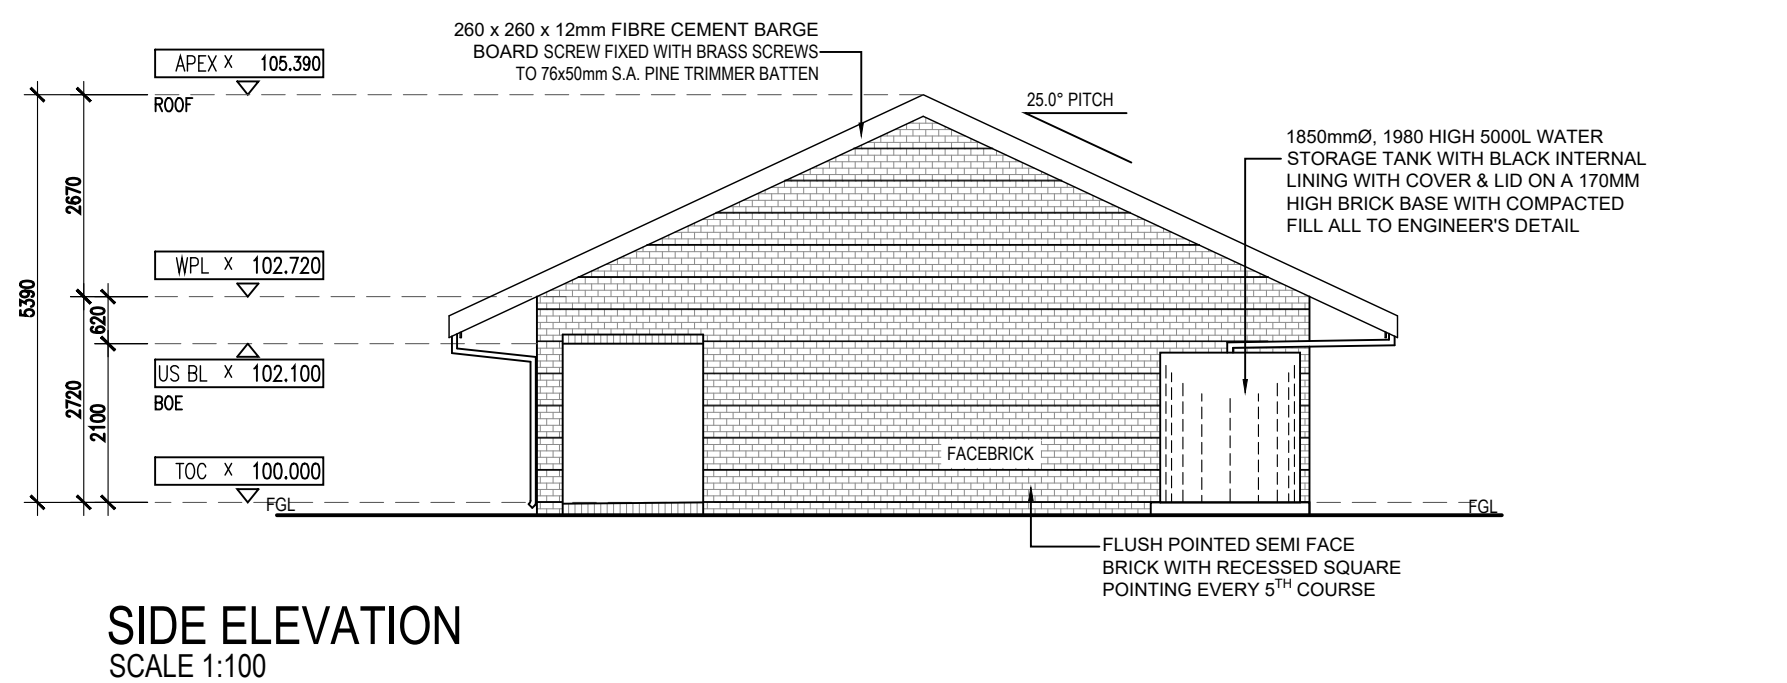 260 x 260 x 12mm FIBRE CEMENT BARGE
BOARD SCREW FIXED WITH BRASS SCREWS
TO 76x50mm S.A. PINE TRIMMER BATTEN
APEX X 105.390
ROOF
25.0° PITCH
1850mmØ, 1980 HIGH 5000L WATER
STORAGE TANK WITH BLACK INTERNAL
LINING WITH COVER & LID ON A 170MM
HIGH BRICK BASE WITH COMPACTED
FILL ALL TO ENGINEER'S DETAIL
2670
WPL X 102.720
5390
620
US BL X 102.100
BOE
2720
2100
TOC X 100.000
FGL
FACEBRICK
FGL
FLUSH POINTED SEMI FACE
BRICK WITH RECESSED SQUARE
POINTING EVERY 5TH COURSE
SIDE ELEVATION
SCALE 1:100